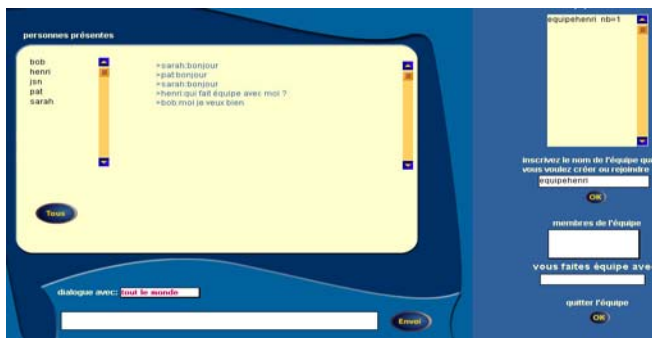 personnes présentes
bob
henri
jsn
pat
sarah
»sarah:bonjour
»pat:bonjour
»sarah:bonjour
»henri:qui fait équipe avec moi ?
»bob:moi je veux bien
Tous
dialogue avec: tout le monde
Envoi
equipehenri nb=1
inscrivez le nom de l'équipe que
vous voulez créer ou rejoindre
equipehenri
OK
membres de l'équipe
vous faites équipe ave
quitter l'équipe
OK